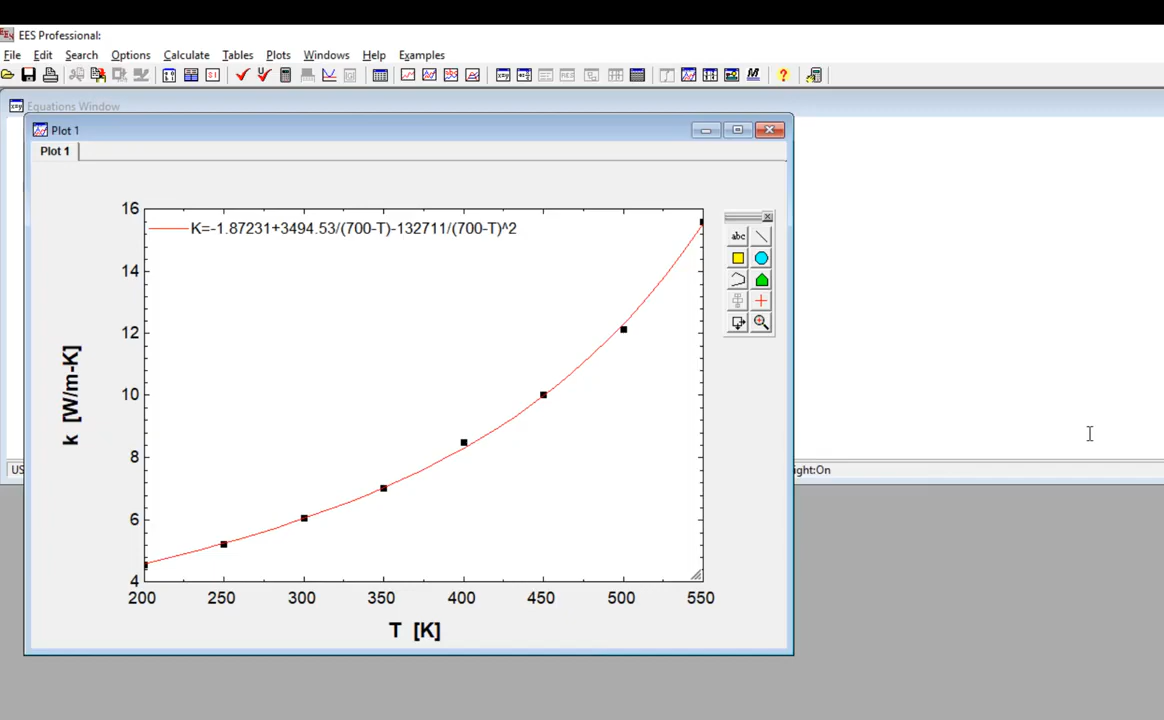 EES Professional:
File Edit Search Options Calculate Tables Plots Windows Help Examples
Equations Window
Plot 1
Plot 1
K=-1.87231+3494.53/(700-T)-132711/(700-T)^2
abc
16
14
12
10
8
6
4
k [W/m-K]
200 250 300 350 400 450 500 550
T [K]
US
ight:On